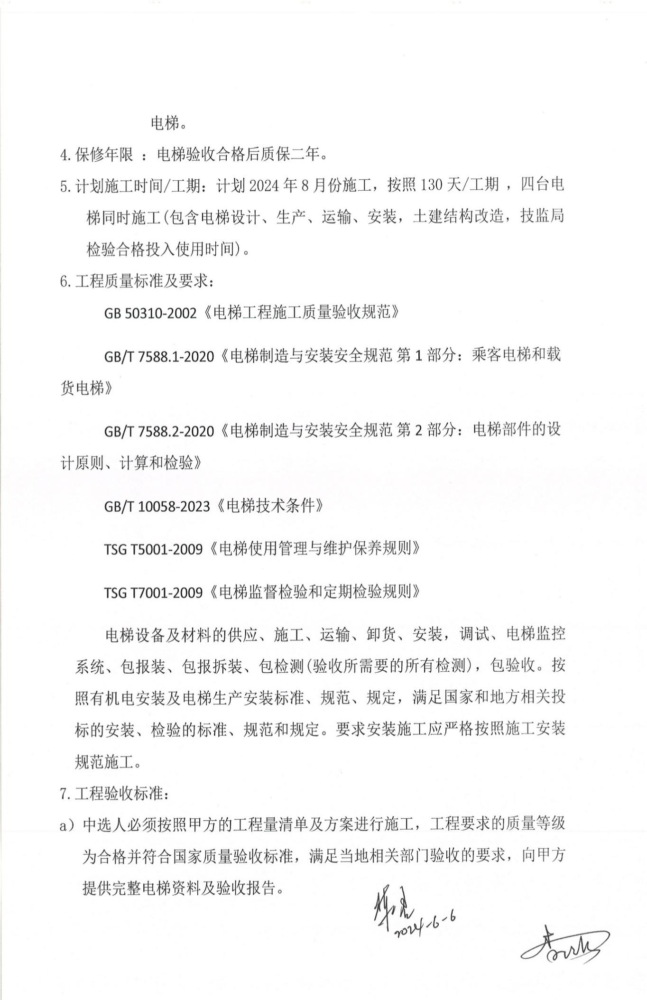 电梯。
4.保修年限 ：电梯验收合格后质保二年。
5.计划施工时间/工期：计划 2024 年 8 月份施工，按照 130 天/工期 ，四台电
梯同时施工(包含电梯设计、生产、运输、安装，土建结构改造，技监局
检验合格投入使用时间)。
6.工程质量标准及要求：
GB 50310-2002《电梯工程施工质量验收规范》
GB/T 7588.1-2020《电梯制造与安装安全规范 第 1 部分：乘客电梯和载
货电梯》
GB/T 7588.2-2020《电梯制造与安装安全规范 第 2 部分：电梯部件的设
计原则、计算和检验》
GB/T 10058-2023《电梯技术条件》
TSG T5001-2009《电梯使用管理与维护保养规则》
TSG T7001-2009《电梯监督检验和定期检验规则》
电梯设备及材料的供应、施工、运输、卸货、安装，调试、电梯监控
系统、包报装、包报拆装、包检测(验收所需要的所有检测)，包验收。按
照有机电安装及电梯生产安装标准、规范、规定，满足国家和地方相关投
标的安装、检验的标准、规范和规定。要求安装施工应严格按照施工安装
规范施工。
7.工程验收标准：
a）中选人必须按照甲方的工程量清单及方案进行施工，工程要求的质量等级
为合格并符合国家质量验收标准，满足当地相关部门验收的要求，向甲方
提供完整电梯资料及验收报告。
2024-6-6